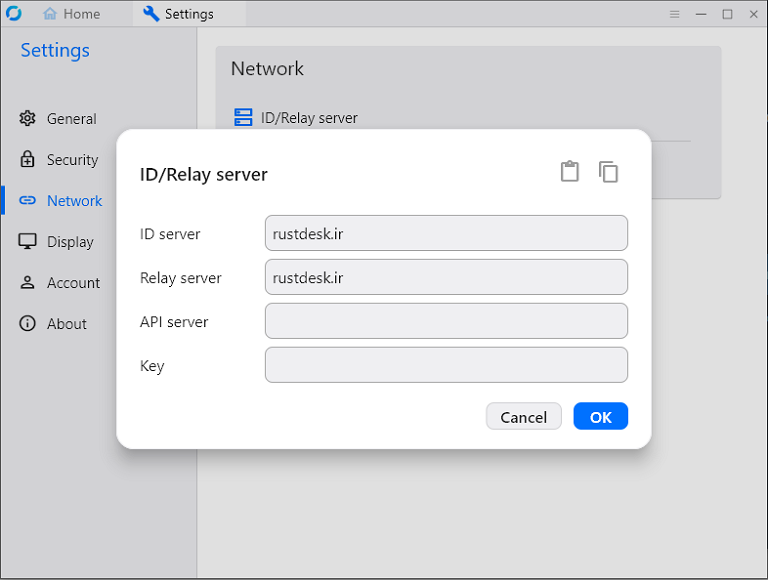 Home
Settings
Settings
General
Security
Network
Display
Account
About
Network
ID/Relay server
ID/Relay server
ID server
rustdesk.ir
Relay server
rustdesk.ir
API server
Key
Cancel
OK